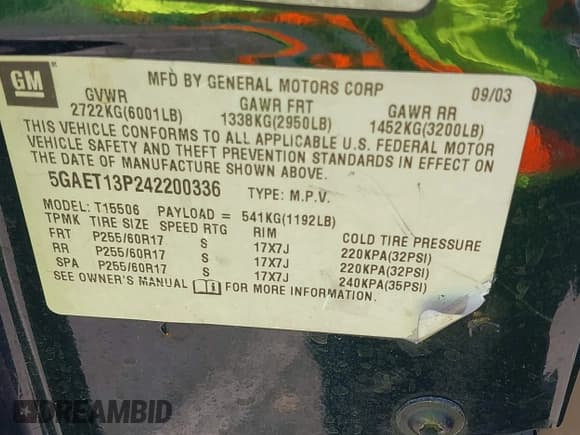 GM
MFD BY GENERAL MOTORS CORP 09/03
GVWR GAWR FRT GAWR RR
2722KG(6001LB) 1338KG(2950LB) 1452KG(3200LB)
THIS VEHICLE CONFORMS TO ALL APPLICABLE U.S. FEDERAL MOTOR
VEHICLE SAFETY AND THEFT PREVENTION STANDARDS IN EFFECT ON
THE DATE OF MANUFACTURE SHOWN ABOVE.
5GAET13P242200336 TYPE: M.P.V.
MODEL: T15506 PAYLOAD = 541KG(1192LB)
TPMK TIRE SIZE SPEED RTG RIM COLD TIRE PRESSURE
FRT P255/60R17 S 17X7J 220KPA(32PSI)
RR P255/60R17 S 17X7J 220KPA(32PSI)
SPA P255/60R17 S 17X7J 240KPA(35PSI)
SEE OWNER'S MANUAL FOR MORE INFORMATION.
DREAMBID